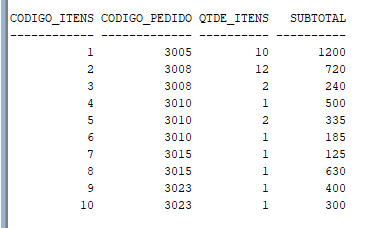 CODIGO_ITENS CODIGO_PEDIDO QTDE_ITENS SUBTOTAL
------------ ------------- ---------- ----------
1 3005 10 1200
2 3008 12 720
3 3008 2 240
4 3010 1 500
5 3010 2 335
6 3010 1 185
7 3015 1 125
8 3015 1 630
9 3023 1 400
10 3023 1 300